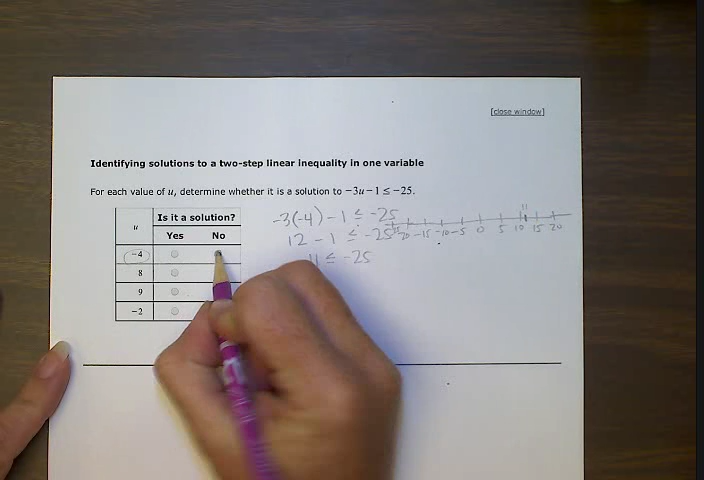 [close window]
Identifying solutions to a two-step linear inequality in one variable
For each value of u, determine whether it is a solution to −3u−1≤−25.
u Is it a solution?
Yes No
−4
8
9
−2
-3(-4) - 1 ≤ -25
12 - 1 ≤ -25
11 ≤ -25
11
-25 -20 -15 -10 -5 0 5 10 15 20